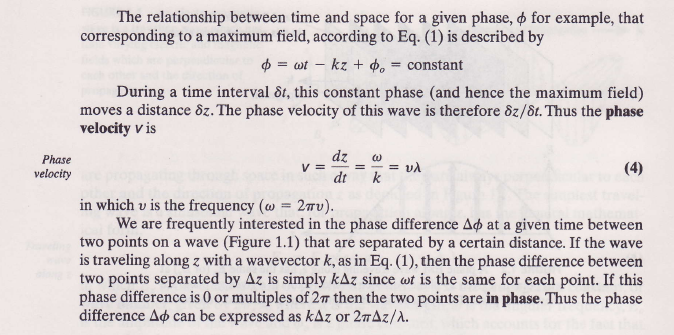 The relationship between time and space for a given phase, ϕ for example, that
corresponding to a maximum field, according to Eq. (1) is described by
ϕ = ωt − kz + ϕₒ = constant
During a time interval δt, this constant phase (and hence the maximum field)
moves a distance δz. The phase velocity of this wave is therefore δz/δt. Thus the phase
velocity v is
Phase
velocity
v = dz/dt = ω/k = υλ (4)
in which υ is the frequency (ω = 2πυ).
We are frequently interested in the phase difference Δϕ at a given time between
two points on a wave (Figure 1.1) that are separated by a certain distance. If the wave
is traveling along z with a wavevector k, as in Eq. (1), then the phase difference between
two points separated by Δz is simply kΔz since ωt is the same for each point. If this
phase difference is 0 or multiples of 2π then the two points are in phase. Thus the phase
difference Δϕ can be expressed as kΔz or 2πΔz/λ.